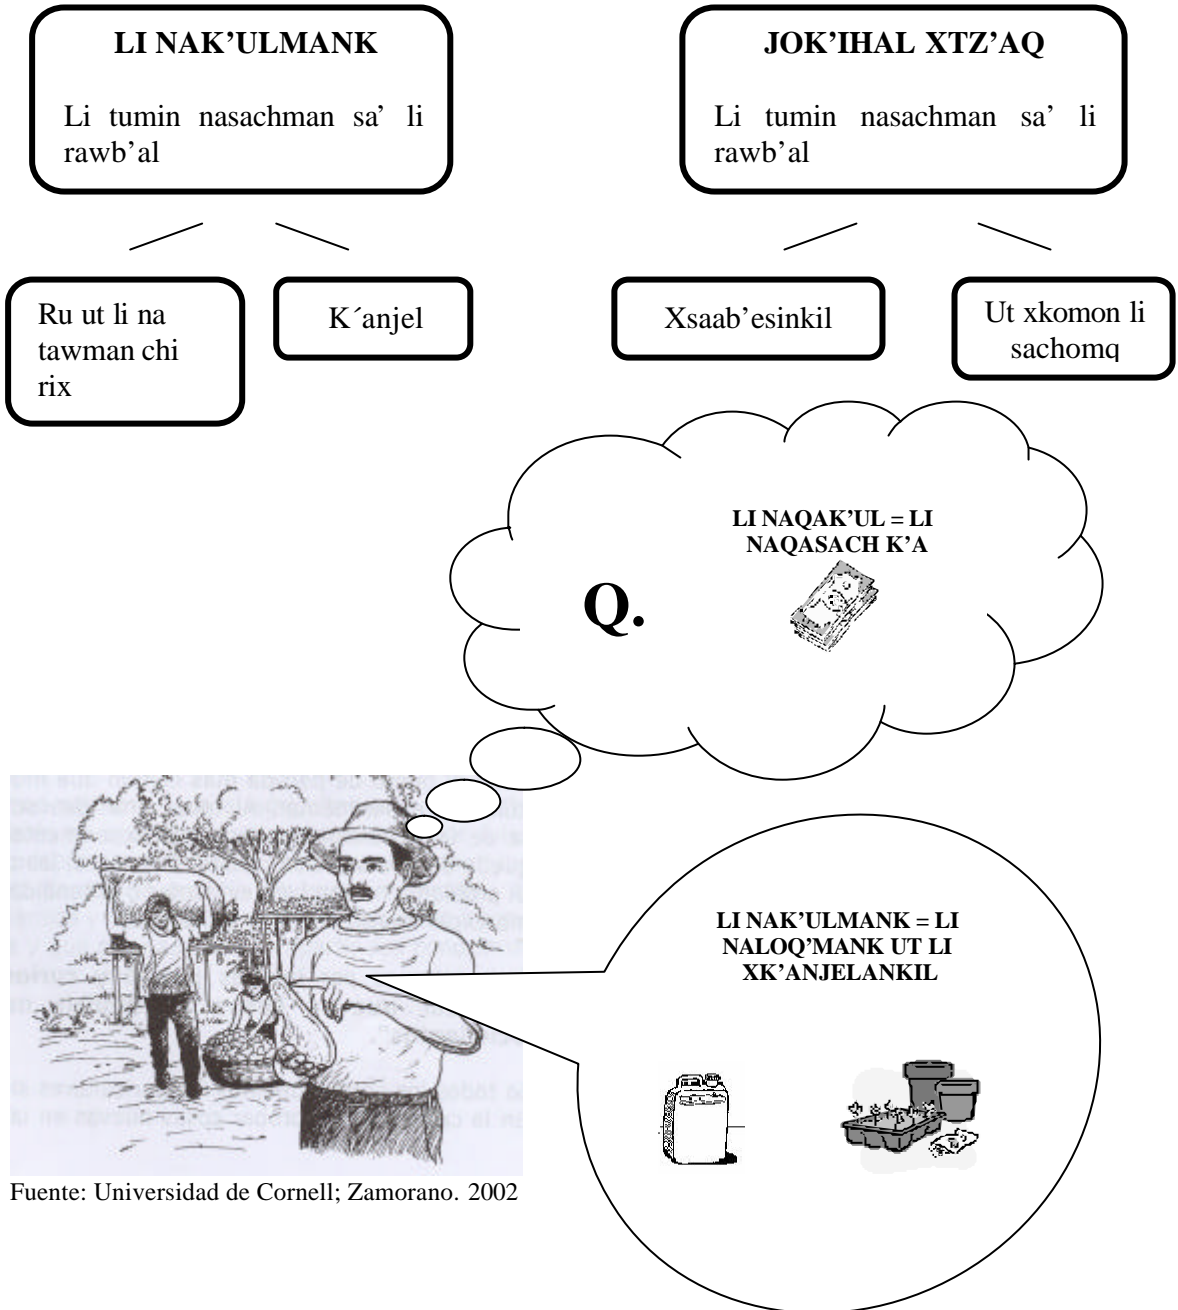 LI NAK’ULMANK
Li tumin nasachman sa’ li
rawb’al
JOK’IHAL XTZ’AQ
Li tumin nasachman sa’ li
rawb’al
Ru ut li na
tawman chi
rix
K´anjel
Xsaab’esinkil
Ut xkomon li
sachomq
LI NAQAK’UL = LI
NAQASACH K’A
Q.
LI NAK’ULMANK = LI
NALOQ’MANK UT LI
XK’ANJELANKIL
Fuente: Universidad de Cornell; Zamorano. 2002